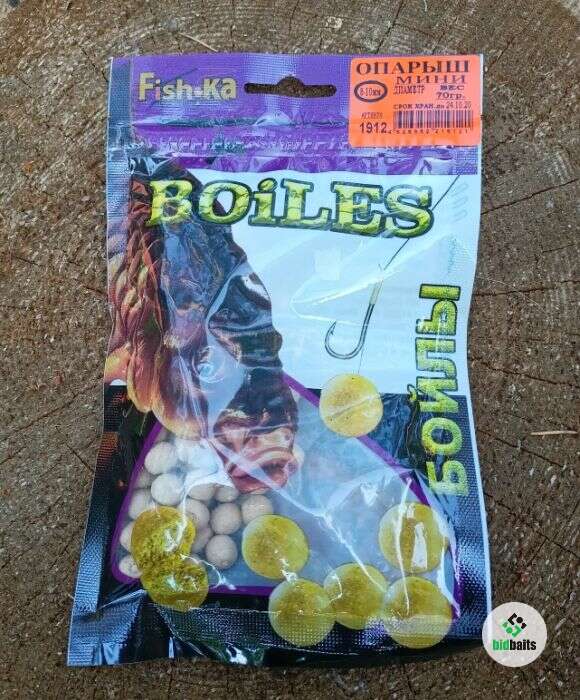 Fish.ka
ОПАРЫШ
МИНИ
8-10мм ДИАМЕТР ВЕС
70гр.
СРОК ХРАН.до 24.10.20
АРТИКУЛ
1912
BOiLES
БОЙЛЫ
bidbaits